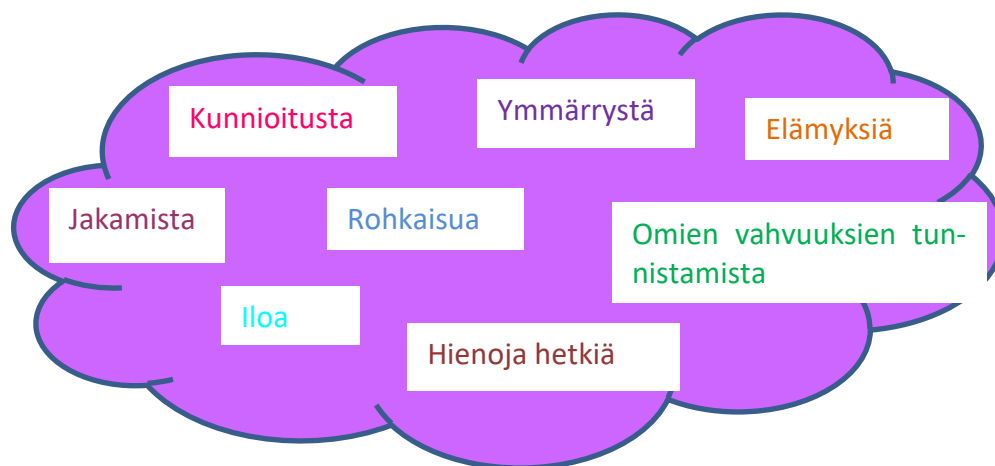 Kunnioitusta
Ymmärrystä
Elämyksiä
Jakamista
Rohkaisua
Omien vahvuuksien tun-
nistamista
Iloa
Hienoja hetkiä